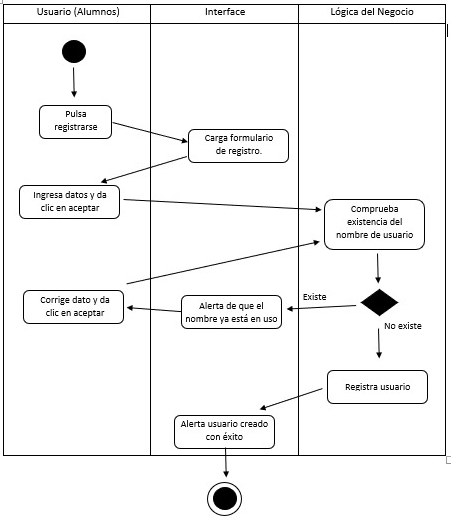 Usuario (Alumnos)
Interface
Lógica del Negocio
Pulsa
registrarse
Carga formulario
de registro.
Ingresa datos y da
clic en aceptar
Comprueba
existencia del
nombre de usuario
Corrige dato y da
clic en aceptar
Alerta de que el
nombre ya está en uso
Existe
No existe
Registra usuario
Alerta usuario creado
con éxito